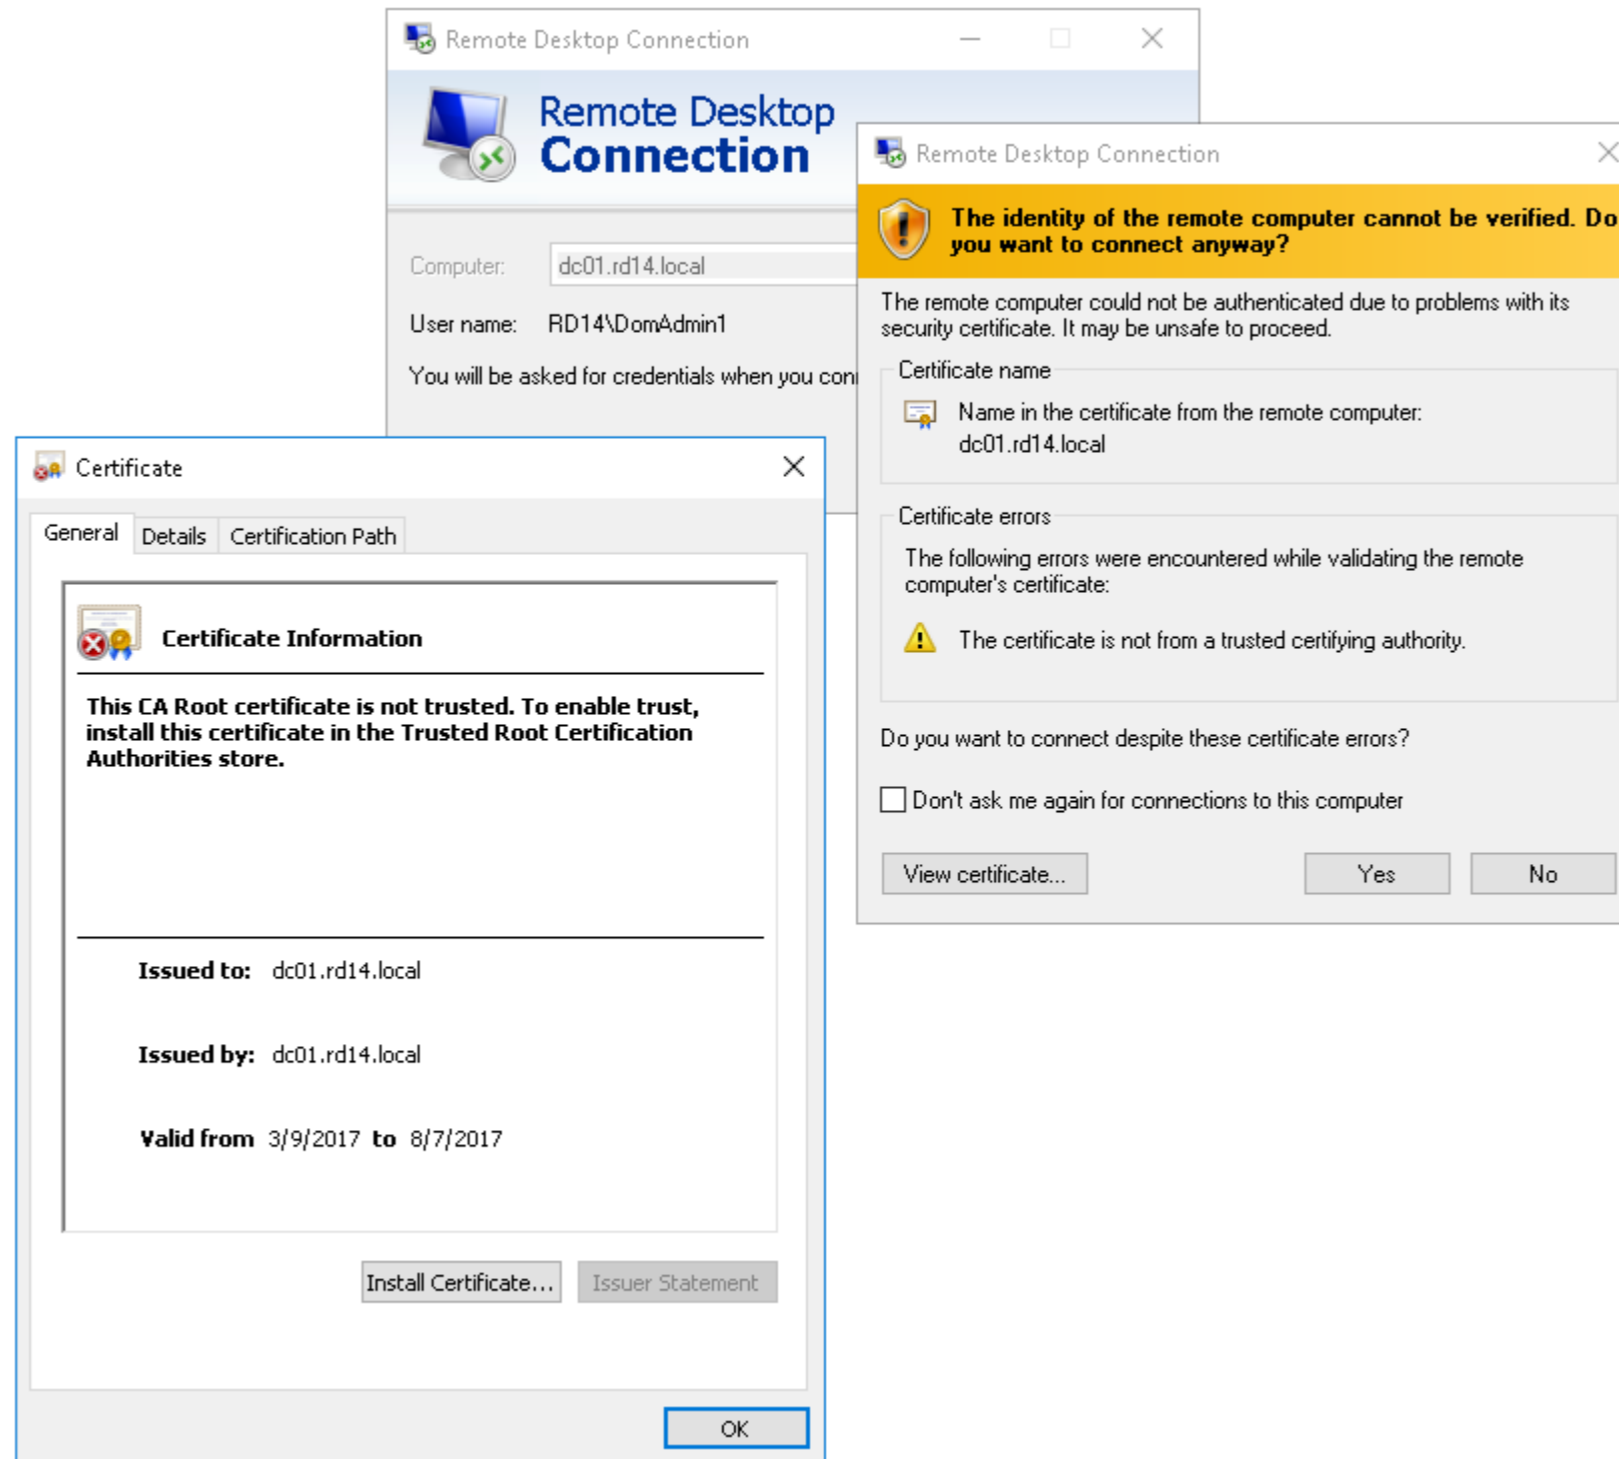 Remote Desktop Connection
Remote Desktop
Connection
Computer:
dc01.rd14.local
User name:
RD14\DomAdmin1
You will be asked for credentials when you con
Remote Desktop Connection
The identity of the remote computer cannot be verified. Do
you want to connect anyway?
The remote computer could not be authenticated due to problems with its
security certificate. It may be unsafe to proceed.
Certificate name
Name in the certificate from the remote computer:
dc01.rd14.local
Certificate errors
The following errors were encountered while validating the remote
computer's certificate:
The certificate is not from a trusted certifying authority.
Do you want to connect despite these certificate errors?
Don't ask me again for connections to this computer
View certificate...
Yes
No
Certificate
General
Details
Certification Path
Certificate Information
This CA Root certificate is not trusted. To enable trust,
install this certificate in the Trusted Root Certification
Authorities store.
Issued to: dc01.rd14.local
Issued by: dc01.rd14.local
Valid from 3/9/2017 to 8/7/2017
Install Certificate...
Issuer Statement
OK